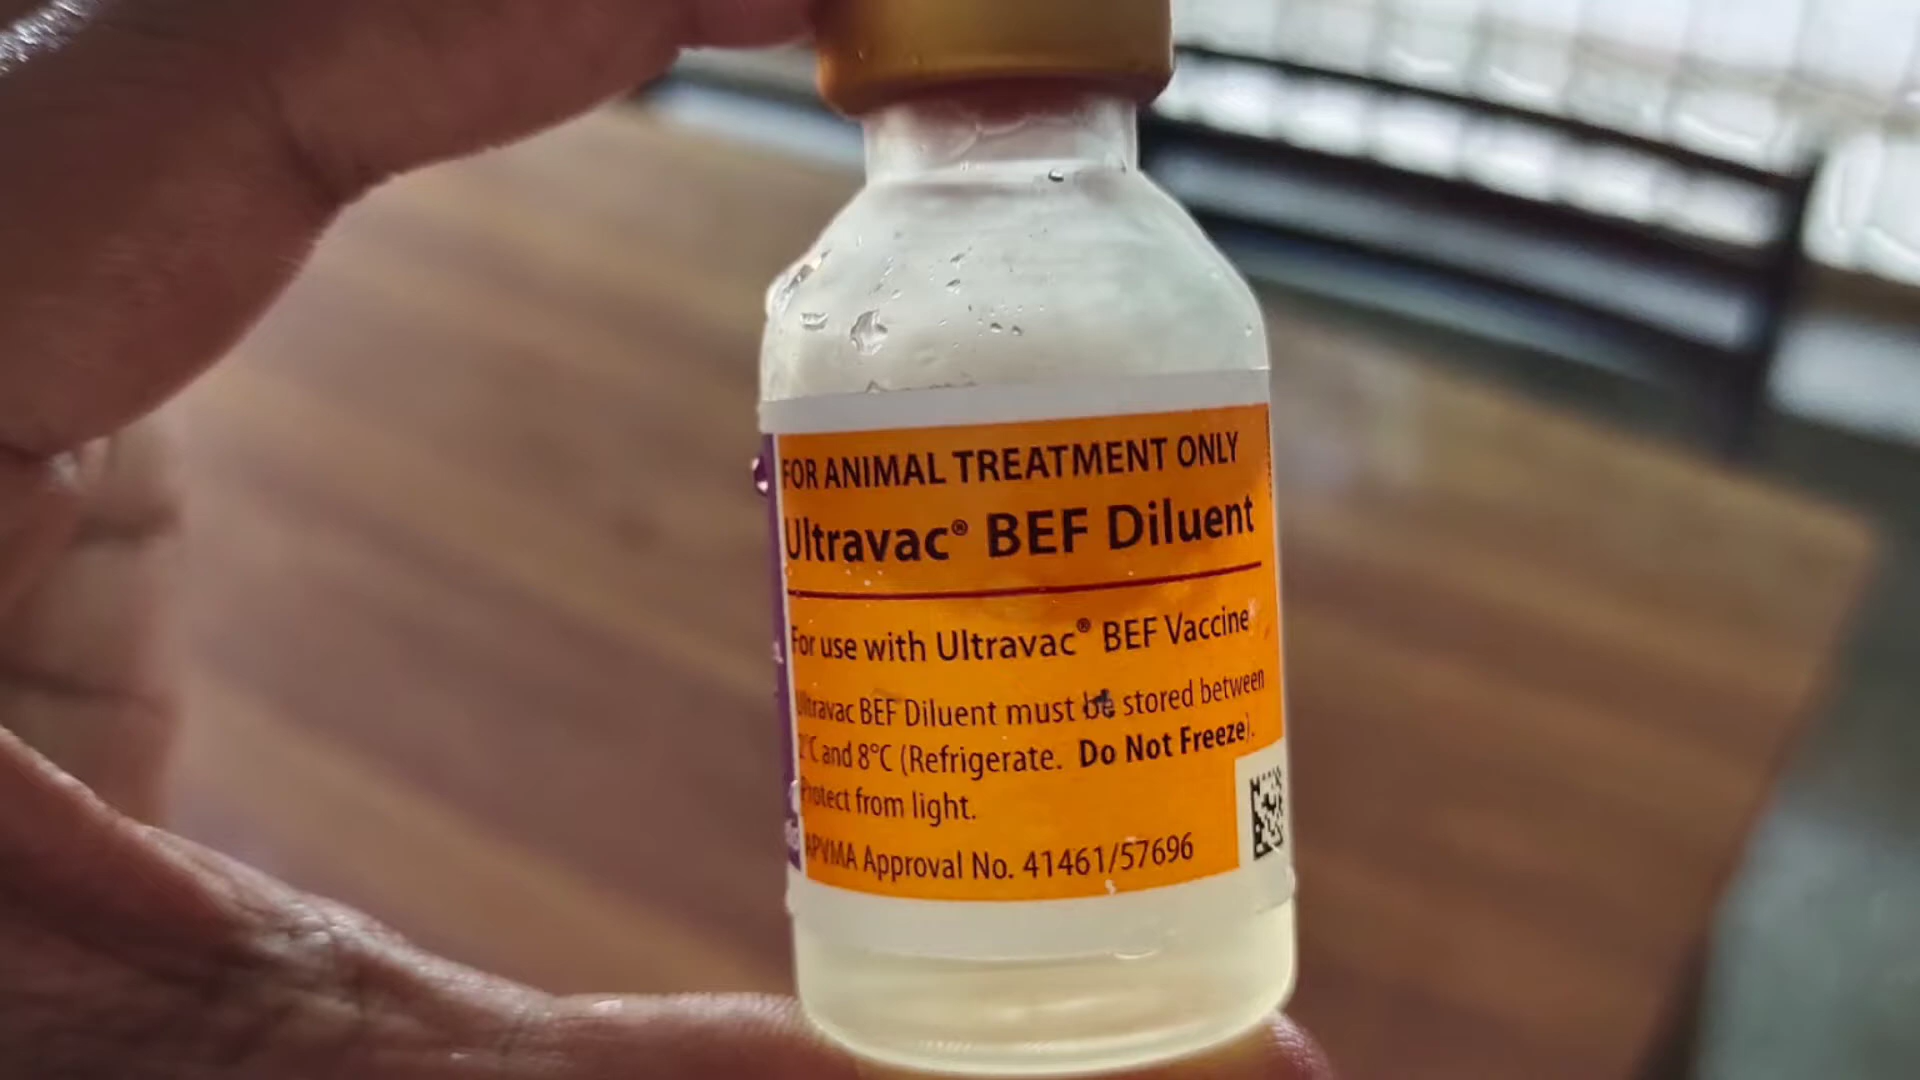 FOR ANIMAL TREATMENT ONLY
Ultravac® BEF Diluent
For use with Ultravac® BEF Vaccine
Ultravac BEF Diluent must be stored between
2°C and 8°C (Refrigerate. Do Not Freeze).
Protect from light.
APVMA Approval No. 41461/57696